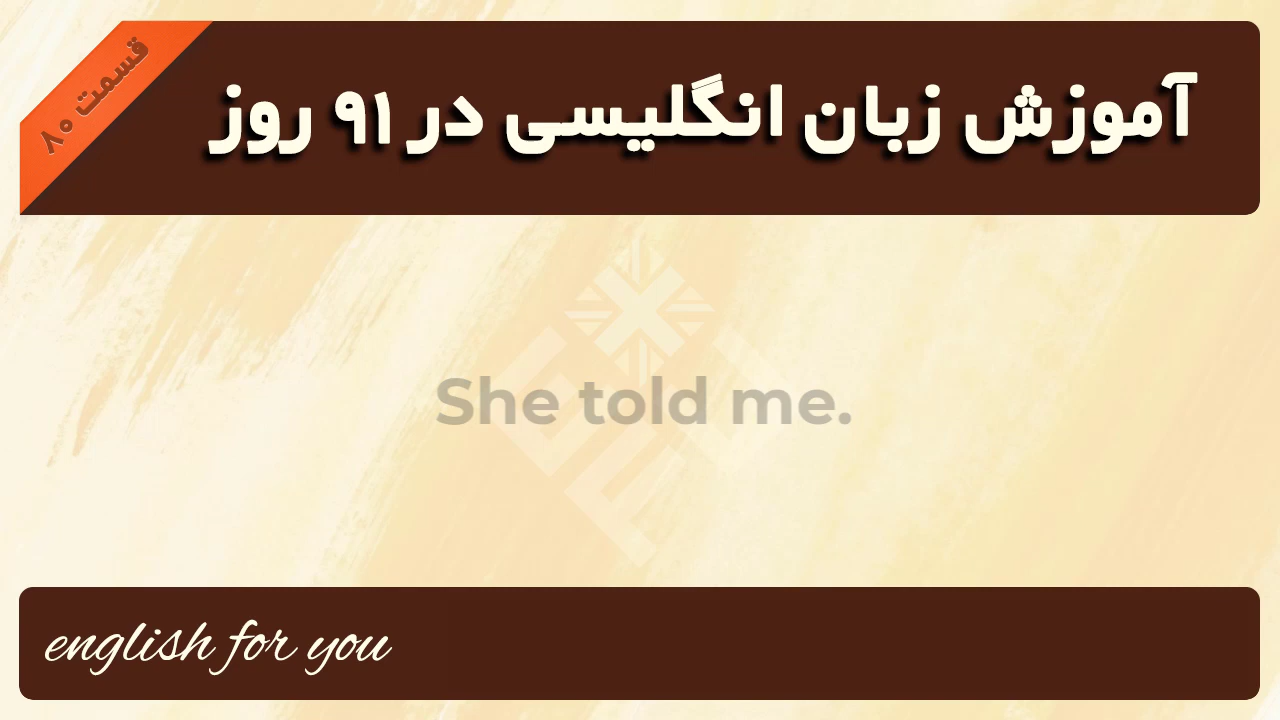 آموزش زبان انگلیسی در ۹۱ روز
قسمت ۸۰
She told me.
english for you